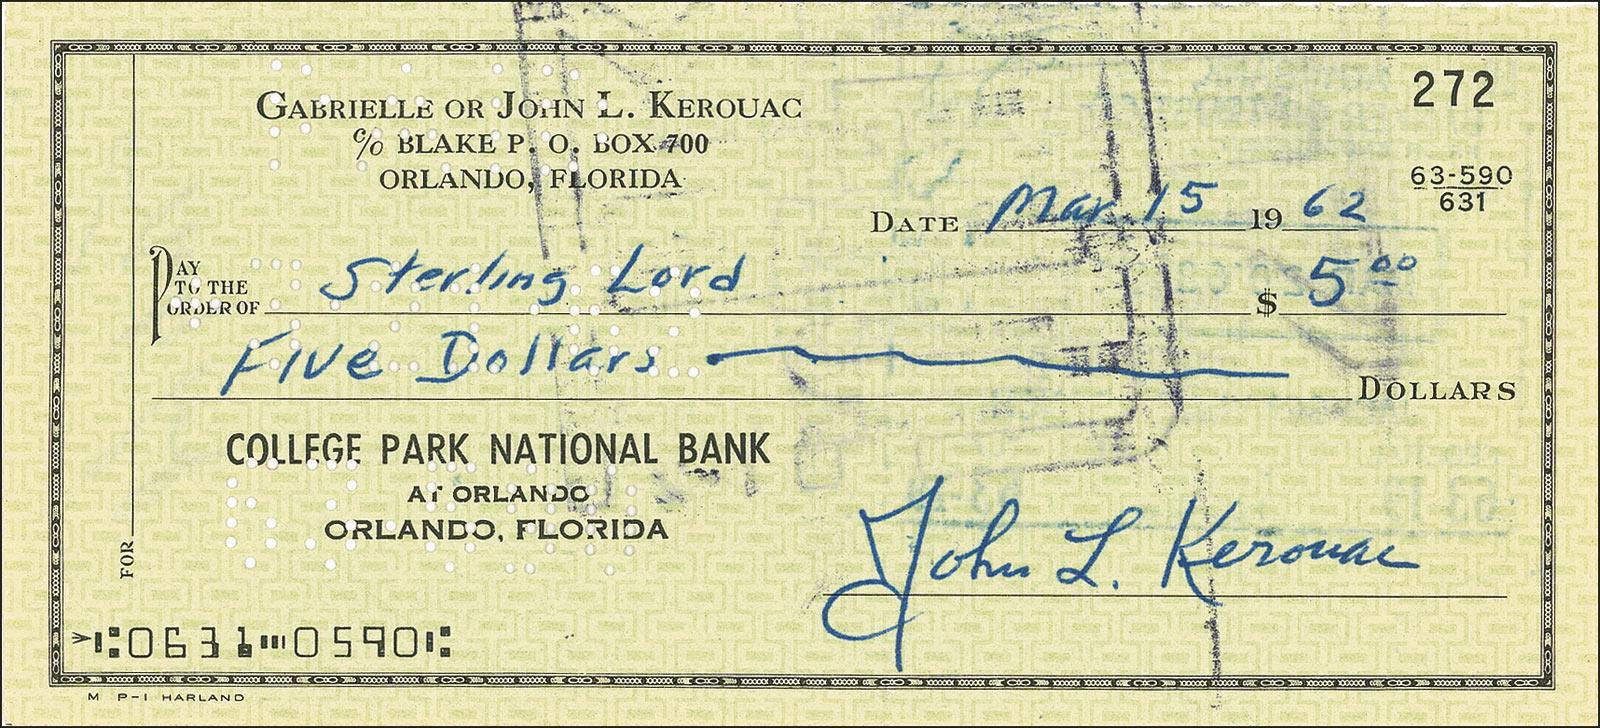 272
GABRIELLE OR JOHN L. KEROUAC
c/o BLAKE P. O. BOX 700
ORLANDO, FLORIDA
63-590
631
DATE Mar. 15 19 62
PAY TO THE ORDER OF Sterling Lord $ 5 00
Five Dollars DOLLARS
COLLEGE PARK NATIONAL BANK
AT ORLANDO
ORLANDO, FLORIDA
FOR
John L. Kerouac
⑆0631⑉0590⑆
M P-1 HARLAND